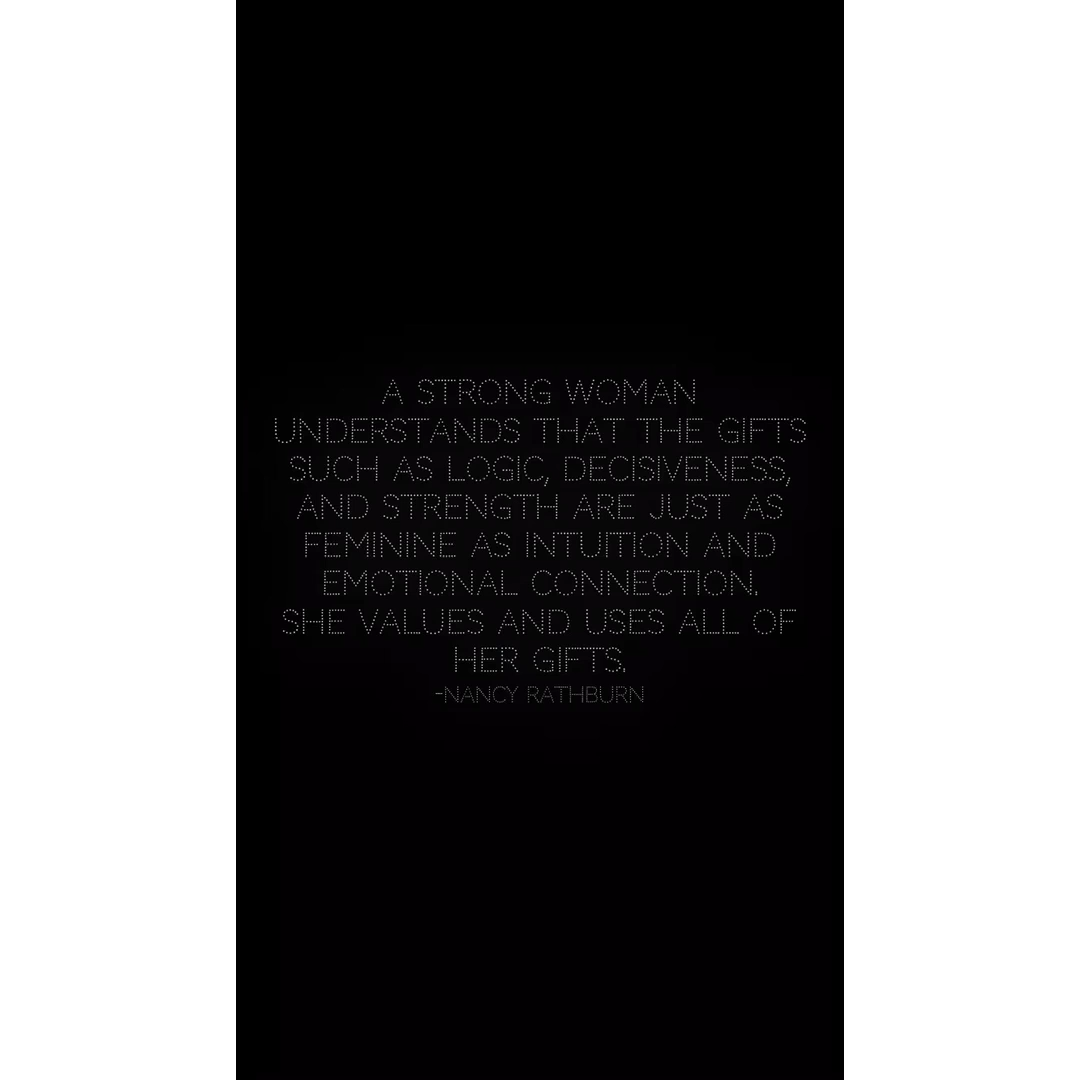 A STRONG WOMAN
UNDERSTANDS THAT THE GIFTS
SUCH AS LOGIC, DECISIVENESS,
AND STRENGTH ARE JUST AS
FEMININE AS INTUITION AND
EMOTIONAL CONNECTION.
SHE VALUES AND USES ALL OF
HER GIFTS.
-NANCY RATHBURN